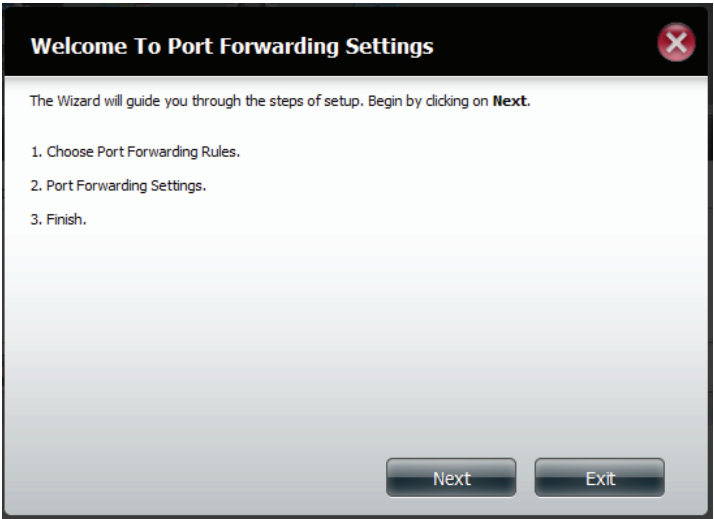 Welcome To Port Forwarding Settings
The Wizard will guide you through the steps of setup. Begin by clicking on Next.
1. Choose Port Forwarding Rules.
2. Port Forwarding Settings.
3. Finish.
Next Exit